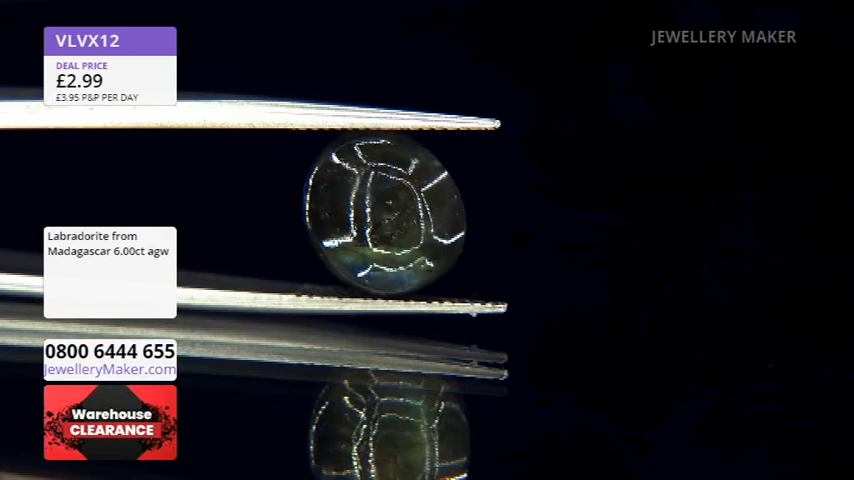 VLVX12
DEAL PRICE
£2.99
£3.95 P&P PER DAY
JEWELLERY MAKER
Labradorite from
Madagascar 6.00ct agw
0800 6444 655
JewelleryMaker.com
Warehouse
CLEARANCE